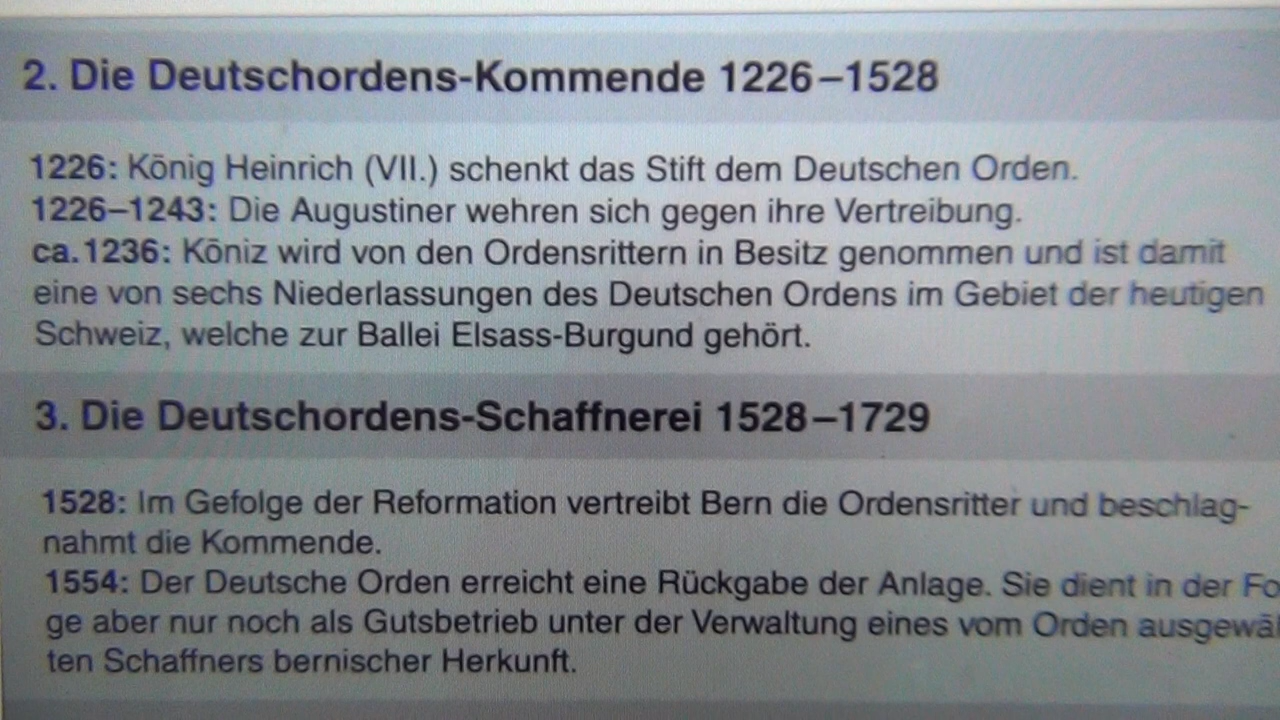 2. Die Deutschordens-Kommende 1226–1528
1226: König Heinrich (VII.) schenkt das Stift dem Deutschen Orden.
1226–1243: Die Augustiner wehren sich gegen ihre Vertreibung.
ca. 1236: Köniz wird von den Ordensrittern in Besitz genommen und ist damit
eine von sechs Niederlassungen des Deutschen Ordens im Gebiet der heutigen
Schweiz, welche zur Ballei Elsass-Burgund gehört.
3. Die Deutschordens-Schaffnerei 1528–1729
1528: Im Gefolge der Reformation vertreibt Bern die Ordensritter und beschlag-
nahmt die Kommende.
1554: Der Deutsche Orden erreicht eine Rückgabe der Anlage. Sie dient in der Fo
ge aber nur noch als Gutsbetrieb unter der Verwaltung eines vom Orden ausgewä
ten Schaffners bernischer Herkunft.